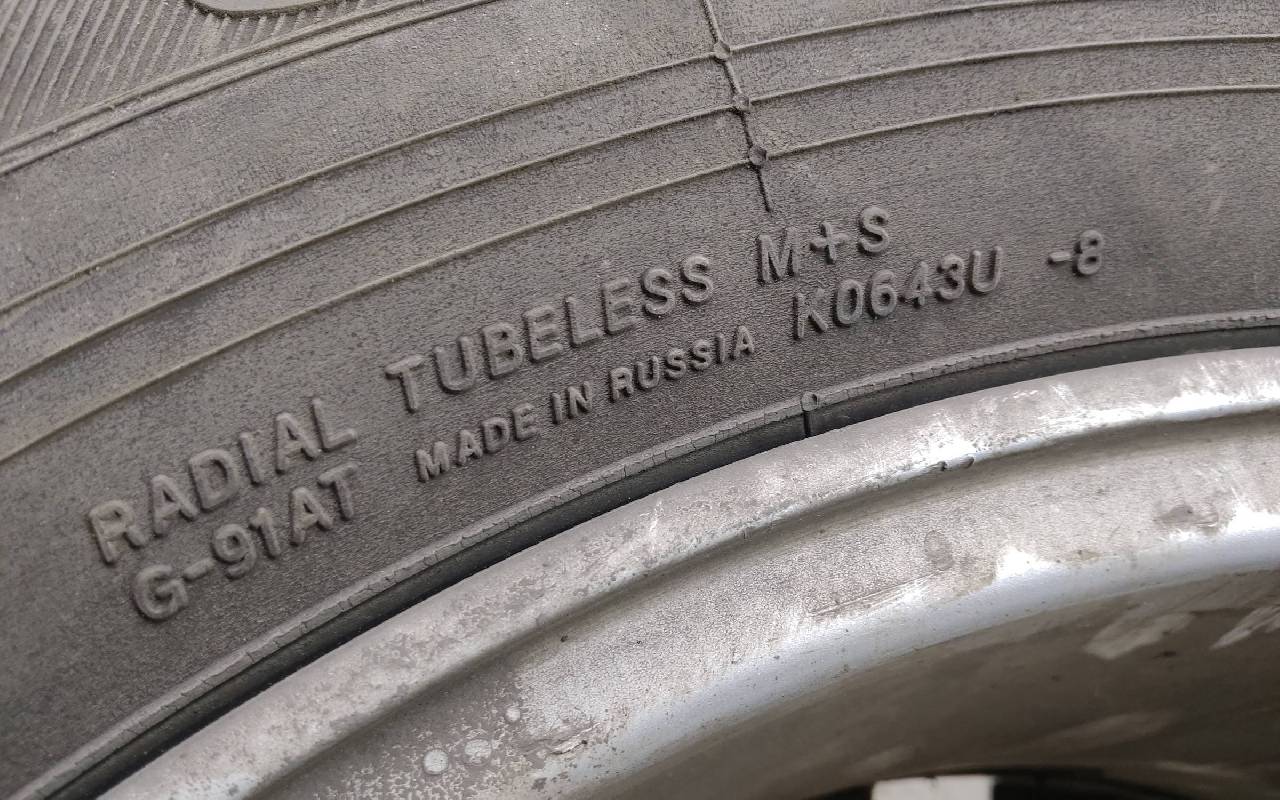 RADIAL TUBELESS M+S
G-91AT MADE IN RUSSIA K0643U -8